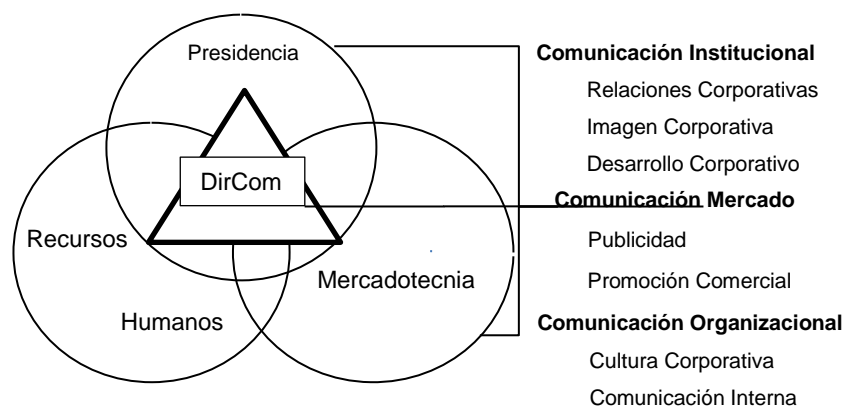 Presidencia
DirCom
Recursos
Humanos
Mercadotecnia
Comunicación Institucional
Relaciones Corporativas
Imagen Corporativa
Desarrollo Corporativo
Comunicación Mercado
Publicidad
Promoción Comercial
Comunicación Organizacional
Cultura Corporativa
Comunicación Interna